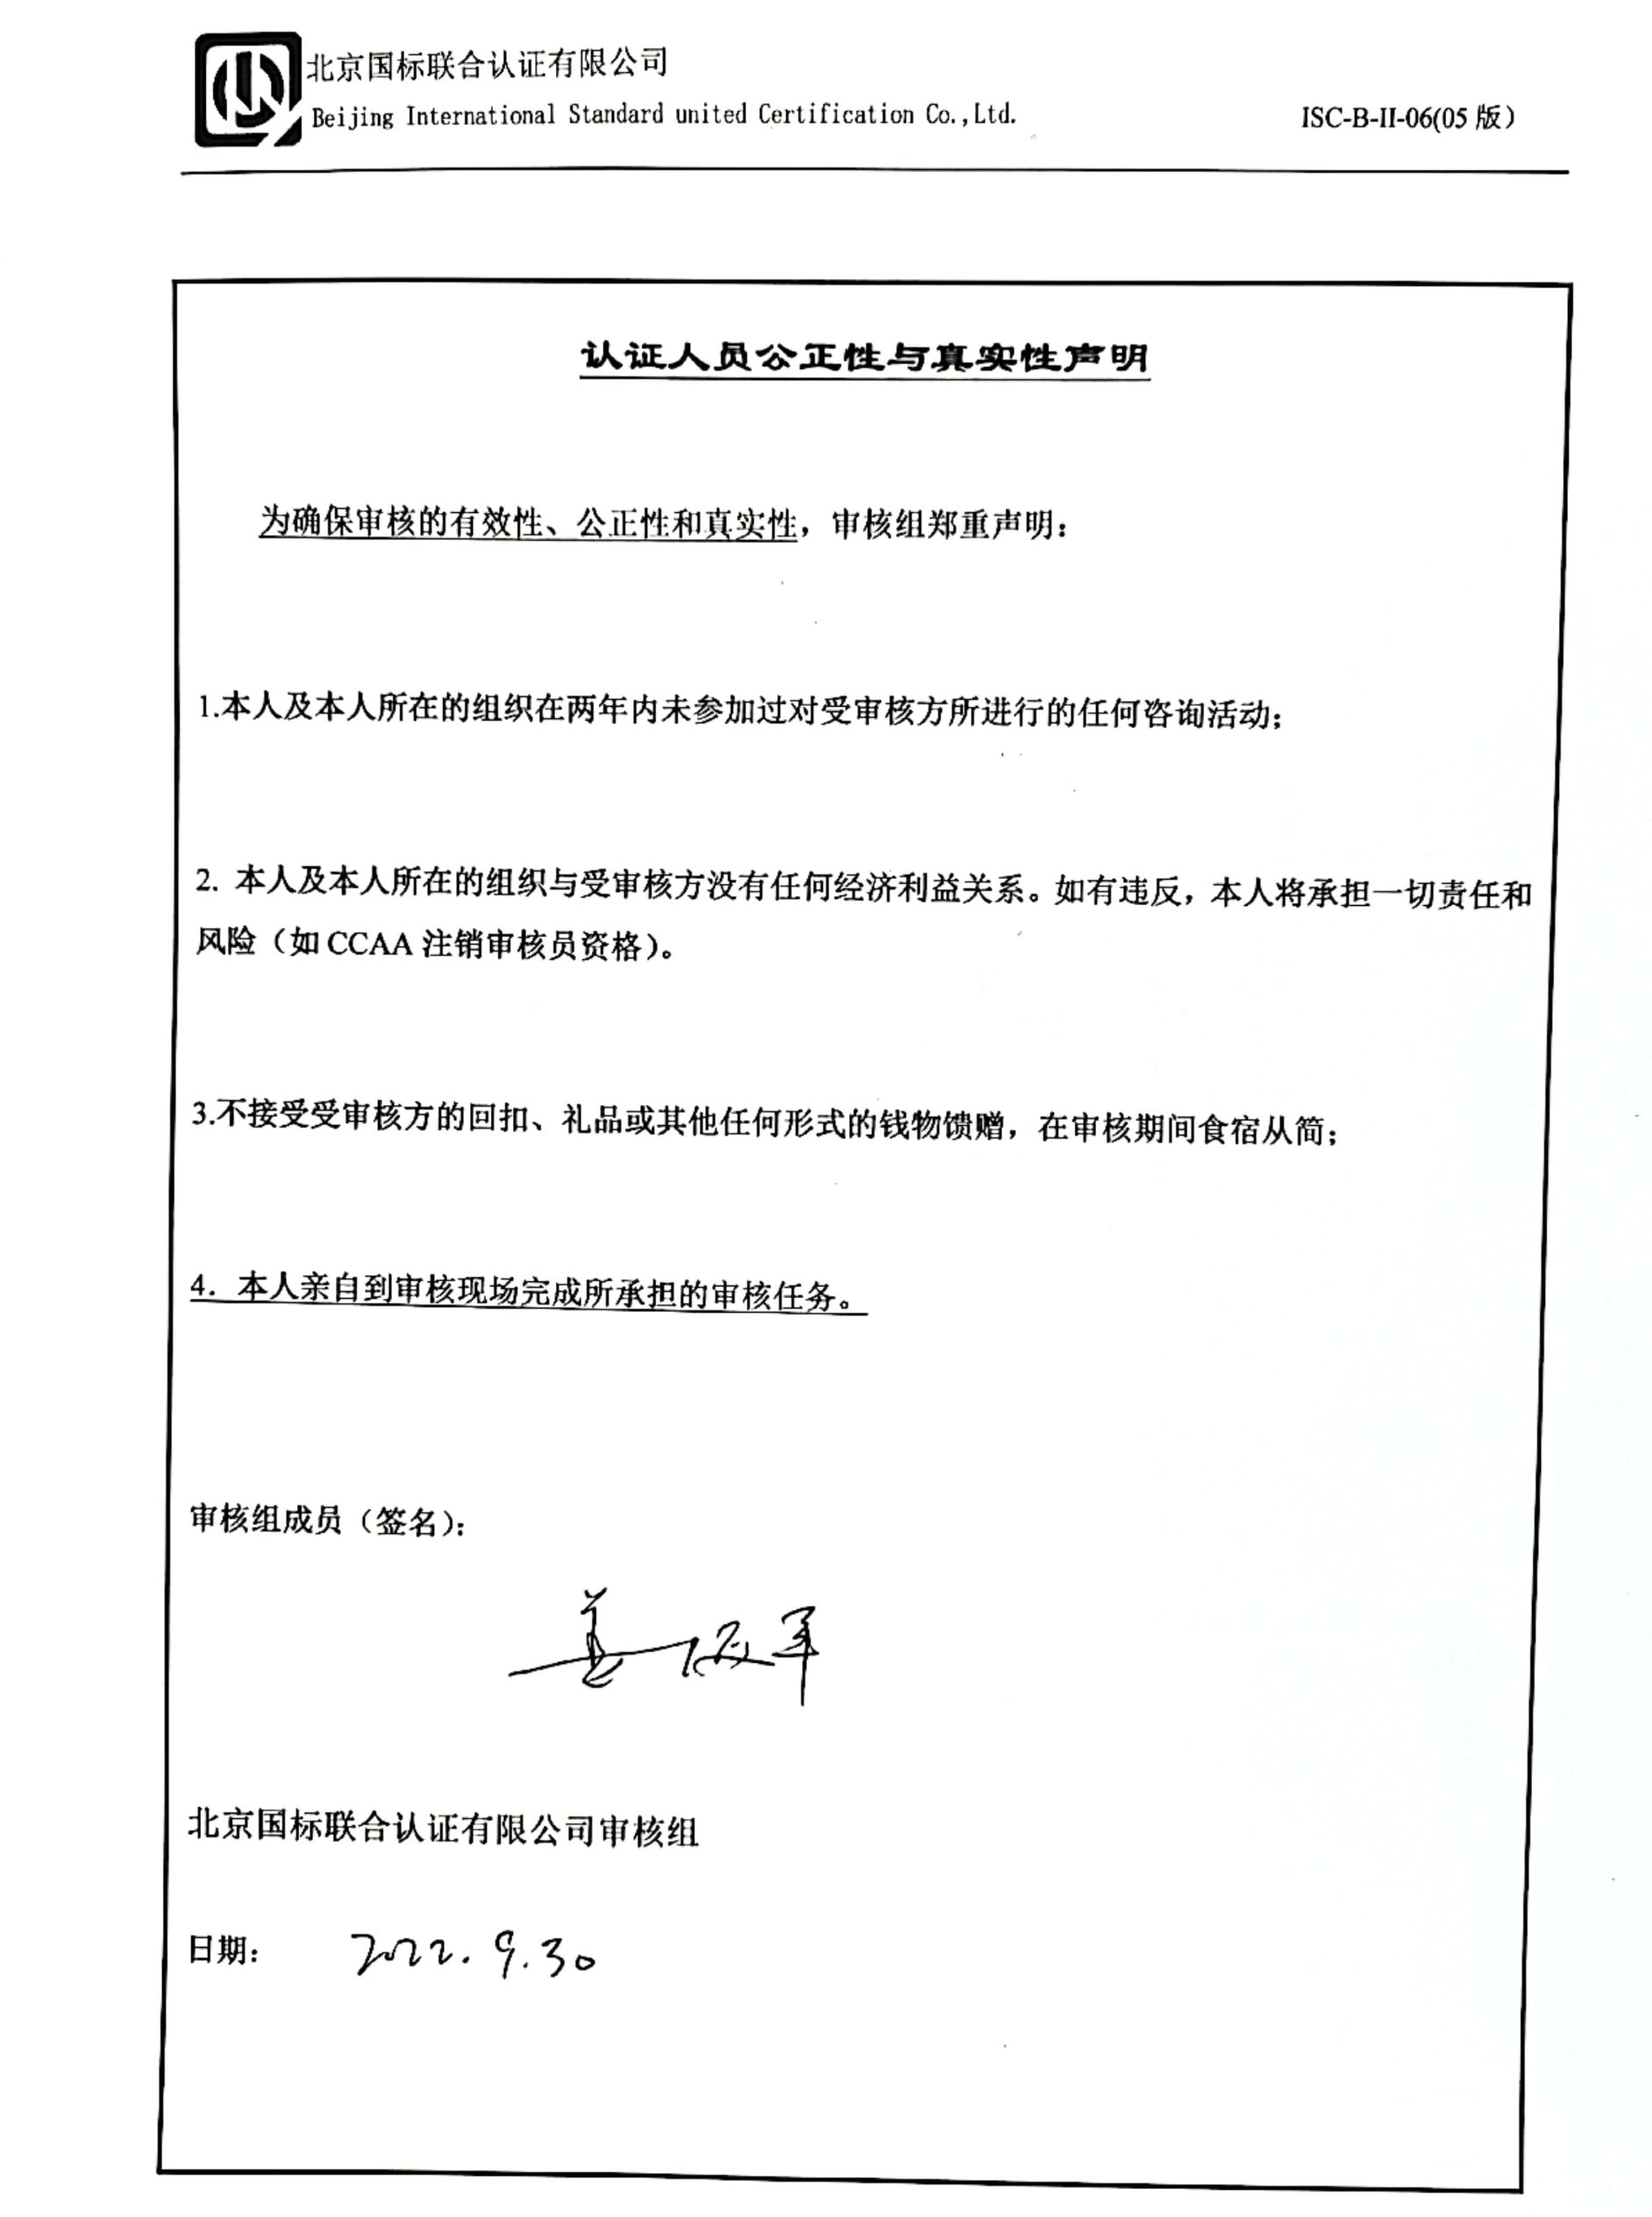 北京国标联合认证有限公司
Beijing International Standard united Certification Co.,Ltd.
ISC-B-II-06(05 版）
认证人员公正性与真实性声明
为确保审核的有效性、公正性和真实性，审核组郑重声明：
1.本人及本人所在的组织在两年内未参加过对受审核方所进行的任何咨询活动；
2. 本人及本人所在的组织与受审核方没有任何经济利益关系。如有违反，本人将承担一切责任和
风险（如 CCAA 注销审核员资格）。
3.不接受受审核方的回扣、礼品或其他任何形式的钱物馈赠，在审核期间食宿从简；
4. 本人亲自到审核现场完成所承担的审核任务。
审核组成员（签名）：
北京国标联合认证有限公司审核组
日期： 2022.9.30